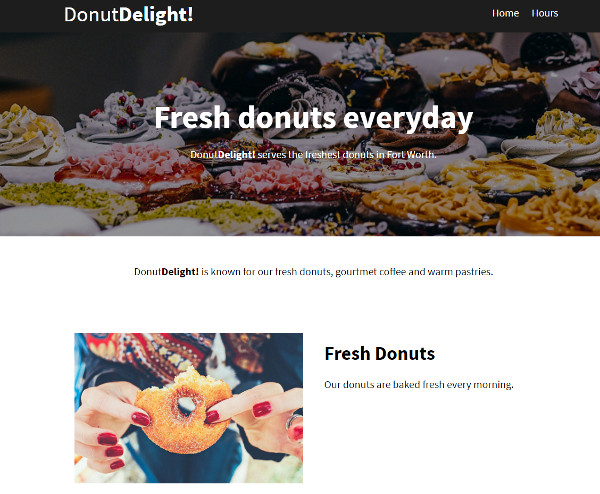 DonutDelight!
Home Hours
Fresh donuts everyday
DonutDelight! serves the freshest donuts in Fort Worth.
DonutDelight! is known for our fresh donuts, gourtmet coffee and warm pastries.
Fresh Donuts
Our donuts are baked fresh every morning.